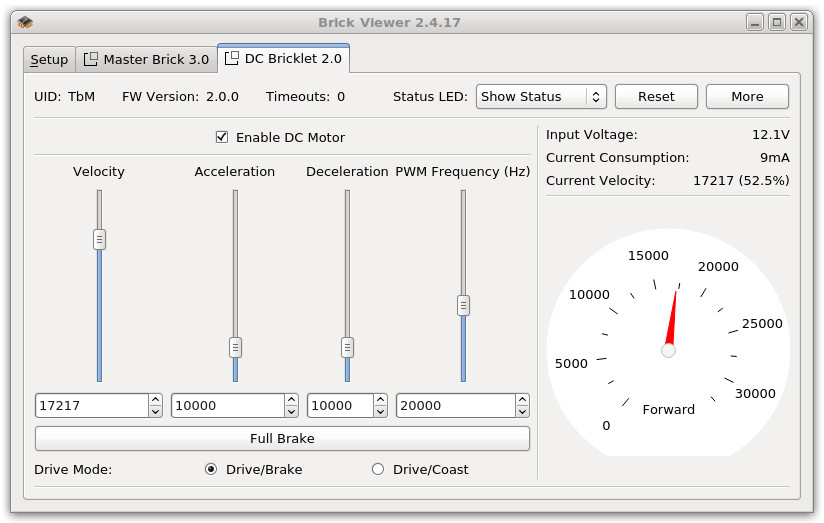 Brick Viewer 2.4.17
Setup Master Brick 3.0 DC Bricklet 2.0
UID: TbM FW Version: 2.0.0 Timeouts: 0 Status LED: Show Status Reset More
Enable DC Motor
Velocity Acceleration Deceleration PWM Frequency (Hz)
17217 10000 10000 20000
Full Brake
Drive Mode: Drive/Brake Drive/Coast
Input Voltage: 12.1V
Current Consumption: 9mA
Current Velocity: 17217 (52.5%)
0
5000
10000
15000
20000
25000
30000
Forward